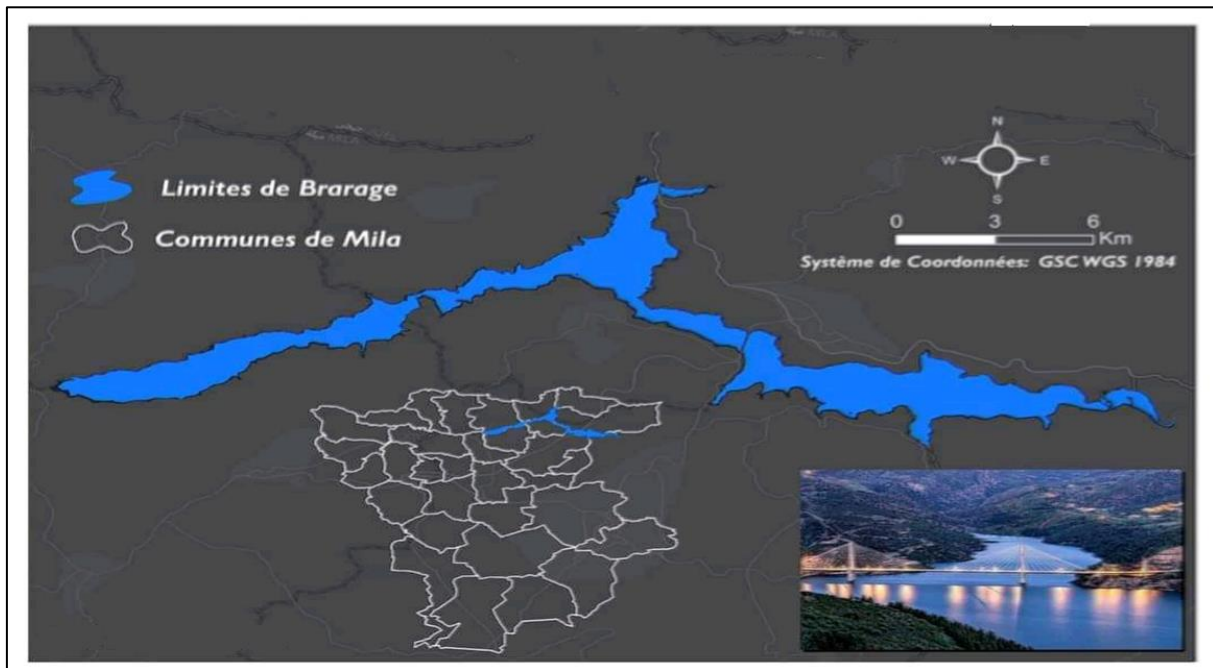 N
W E
S
Limites de Brarage
Communes de Mila
0 3 6
Km
Système de Coordonnées: GSC WGS 1984